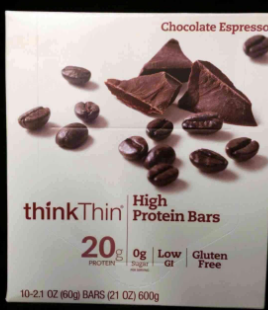 Chocolate Espresso
thinkThin®
High
Protein Bars
20g
PROTEIN
0g
Sugar
Low
GI
Gluten
Free
10-2.1 OZ (60g) BARS (21 OZ) 600g